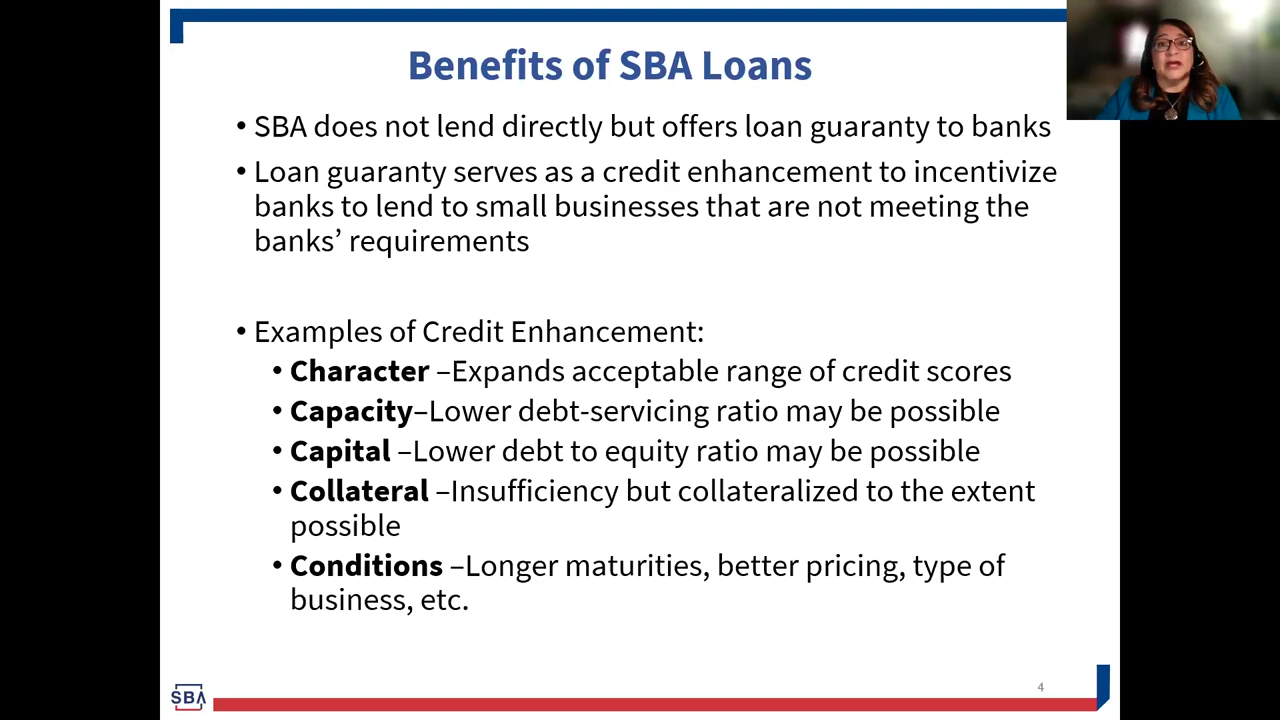 Benefits of SBA Loans
• SBA does not lend directly but offers loan guaranty to banks
• Loan guaranty serves as a credit enhancement to incentivize
banks to lend to small businesses that are not meeting the
banks’ requirements
• Examples of Credit Enhancement:
• Character –Expands acceptable range of credit scores
• Capacity–Lower debt-servicing ratio may be possible
• Capital –Lower debt to equity ratio may be possible
• Collateral –Insufficiency but collateralized to the extent
possible
• Conditions –Longer maturities, better pricing, type of
business, etc.
4
SBA